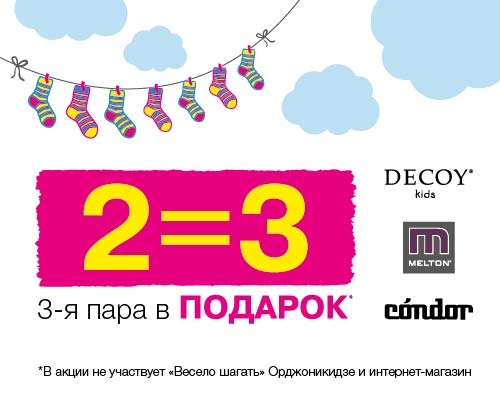 2=3
3-я пара в ПОДАРОК*
DECOY®
kids
m
MELTON®
cóndor
*В акции не участвует «Весело шагать» Орджоникидзе и интернет-магазин